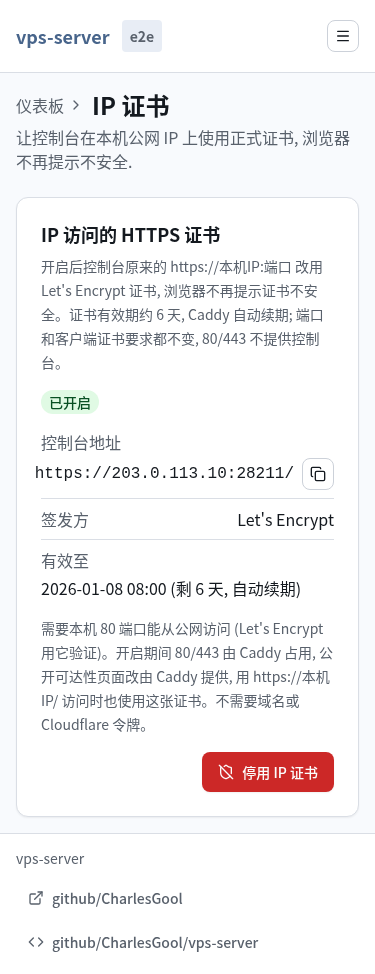 vps-server e2e
仪表板 > IP 证书
让控制台在本机公网 IP 上使用正式证书, 浏览器
不再提示不安全.
IP 访问的 HTTPS 证书
开启后控制台原来的 https://本机IP:端口 改用
Let's Encrypt 证书, 浏览器不再提示证书不安
全。证书有效期约 6 天, Caddy 自动续期; 端口
和客户端证书要求都不变, 80/443 不提供控制
台。
已开启
控制台地址
https://203.0.113.10:28211/
签发方 Let's Encrypt
有效至
2026-01-08 08:00 (剩 6 天, 自动续期)
需要本机 80 端口能从公网访问 (Let's Encrypt
用它验证)。开启期间 80/443 由 Caddy 占用, 公
开可达性页面改由 Caddy 提供, 用 https://本机
IP/ 访问时也使用这张证书。不需要域名或
Cloudflare 令牌。
停用 IP 证书
vps-server
github/CharlesGool
github/CharlesGool/vps-server